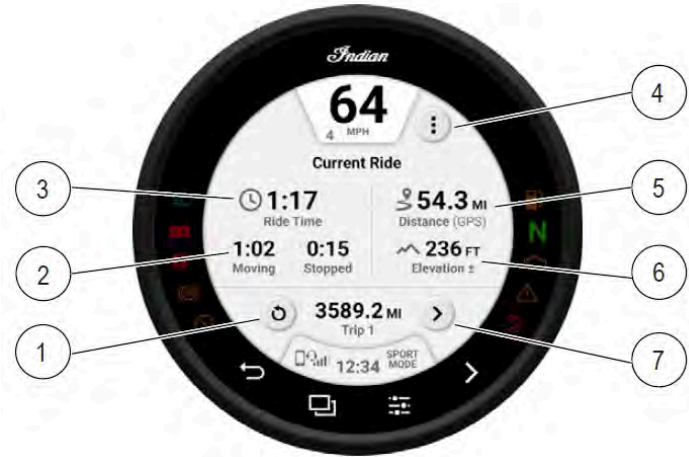 Indian
64
4 MPH
4
Current Ride
3
1:17
54.3 MI
5
Ride Time
Distance (GPS)
N
2
1:02 0:15
236 FT
6
Moving Stopped
Elevation ±
1
3589.2 MI
7
Trip 1
12:34 SPORT
MODE